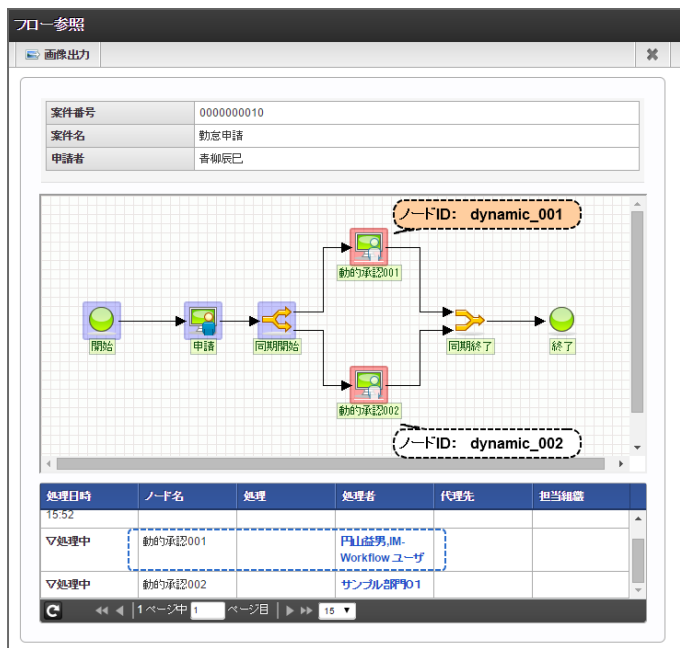 フロー参照
画像出力
案件番号 0000000010
案件名 勤怠申請
申請者 青柳辰巳
ノードID: dynamic_001
動的承認001
開始 申請 同期開始 同期終了 終了
動的承認002
ノードID: dynamic_002
処理日時 ノード名 処理 処理者 代理先 担当組織
15:52
▽処理中 動的承認001 円山益男,IM-
Workflow ユーザ
▽処理中 動的承認002 サンプル部門01
1 ページ中 1 ページ目 15